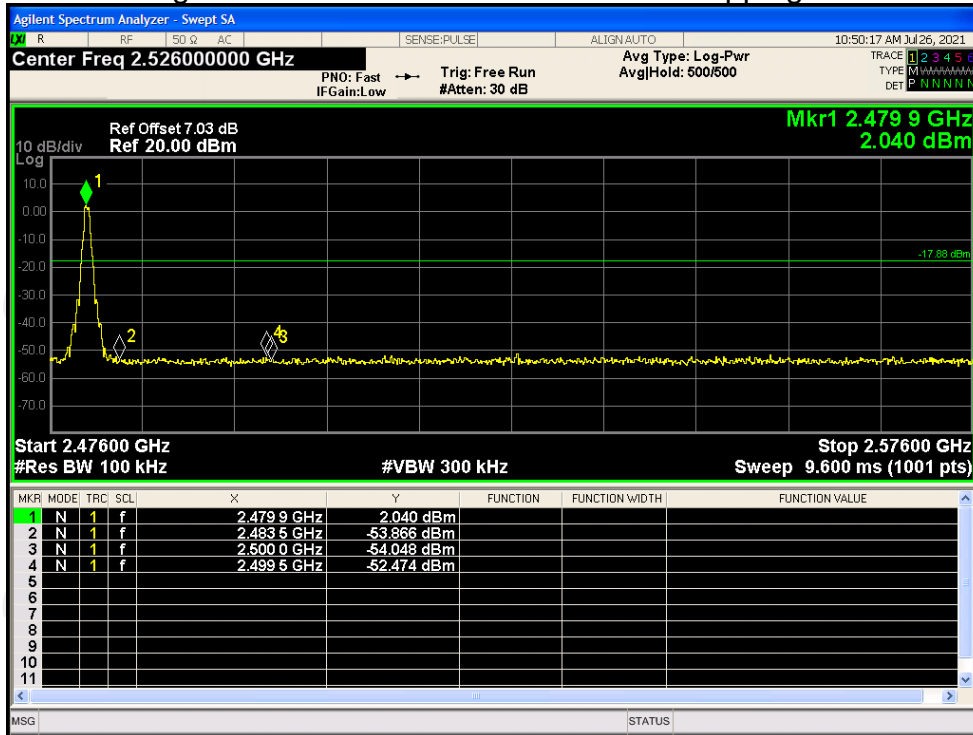 Agilent Spectrum Analyzer - Swept SA
LXI R RF 50 Ω AC SENSE:PULSE ALIGN AUTO 10:50:17 AM Jul 26, 2021
Center Freq 2.526000000 GHz
PNO: Fast
IFGain:Low
Trig: Free Run
#Atten: 30 dB
Avg Type: Log-Pwr
Avg|Hold: 500/500
TRACE 1 2 3 4 5 6
TYPE M
DET P N N N N N
Mkr1 2.479 9 GHz
2.040 dBm
Ref Offset 7.03 dB
10 dB/div Ref 20.00 dBm
Log
10.0
0.00
-10.0
-20.0
-30.0
-40.0
-50.0
-60.0
-70.0
1
-17.88 dBm
2
4
3
Start 2.47600 GHz Stop 2.57600 GHz
#Res BW 100 kHz #VBW 300 kHz Sweep 9.600 ms (1001 pts)
MKR MODE TRC SCL X Y FUNCTION FUNCTION WIDTH FUNCTION VALUE
1 N 1 f 2.479 9 GHz 2.040 dBm
2 N 1 f 2.483 5 GHz -53.866 dBm
3 N 1 f 2.500 0 GHz -54.048 dBm
4 N 1 f 2.499 5 GHz -52.474 dBm
5
6
7
8
9
10
11
MSG STATUS